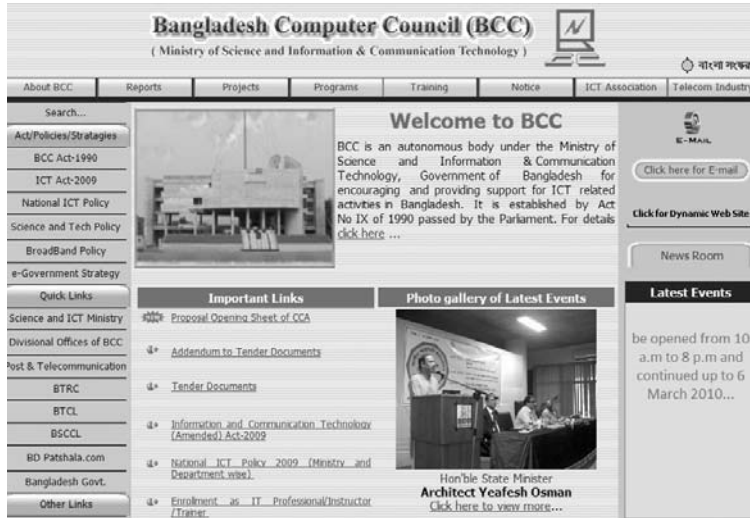 Bangladesh Computer Council (BCC)
( Ministry of Science and Information & Communication Technology )
বাংলা সংস্কর
About BCC
Reports
Projects
Programs
Training
Notice
ICT Association
Telecom Industry
Search...
Act/Policies/Stratagies
BCC Act-1990
ICT Act-2009
National ICT Policy
Science and Tech Policy
BroadBand Policy
e-Government Strategy
Quick Links
Science and ICT Ministry
Divisional Offices of BCC
Post & Telecommunication
BTRC
BTCL
BSCCL
BD Patshala.com
Bangladesh Govt.
Other Links
Welcome to BCC
BCC is an autonomous body under the Ministry of
Science and Information & Communication
Technology, Government of Bangladesh for
encouraging and providing support for ICT related
activities in Bangladesh. It is established by Act
No IX of 1990 passed by the Parliament. For details
click here ...
Important Links
Proposal Opening Sheet of CCA
Addendum to Tender Documents
Tender Documents
Information and Communication Technology
(Amended) Act-2009
National ICT Policy 2009 (Ministry and
Department wise)
Enrolment as IT Professional/Instructor
/Trainer
Photo gallery of Latest Events
Hon'ble State Minister
Architect Yeafesh Osman
Click here to view more...
E-MAIL
Click here for E-mail
Click for Dynamic Web Site
News Room
Latest Events
be opened from 10
a.m to 8 p.m and
continued up to 6
March 2010...